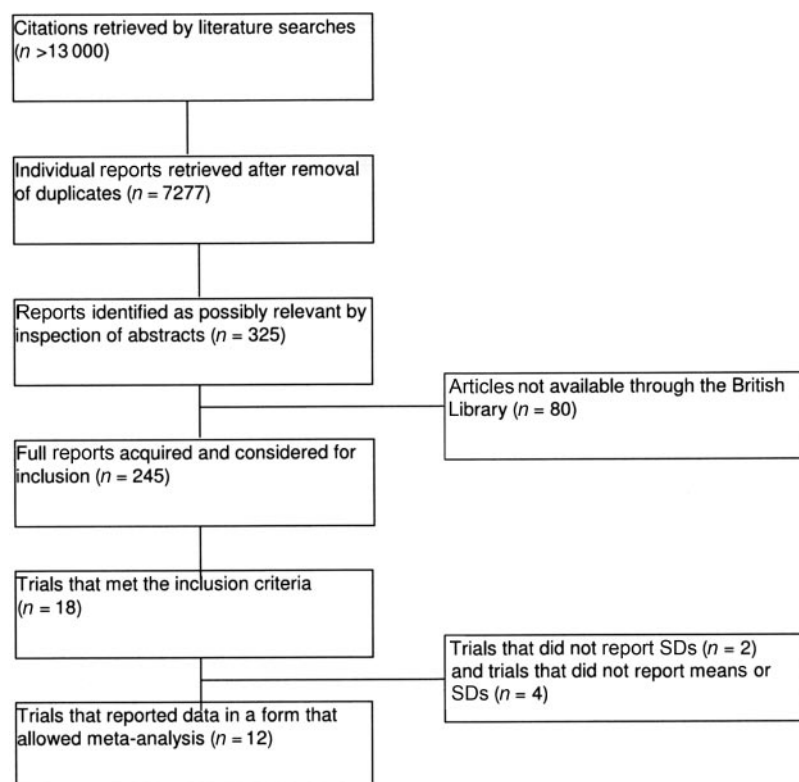 Citations retrieved by literature searches
(n >13 000)
Individual reports retrieved after removal
of duplicates (n = 7277)
Reports identified as possibly relevant by
inspection of abstracts (n = 325)
Articles not available through the British
Library (n = 80)
Full reports acquired and considered for
inclusion (n = 245)
Trials that met the inclusion criteria
(n = 18)
Trials that did not report SDs (n = 2)
and trials that did not report means or
SDs (n = 4)
Trials that reported data in a form that
allowed meta-analysis (n = 12)